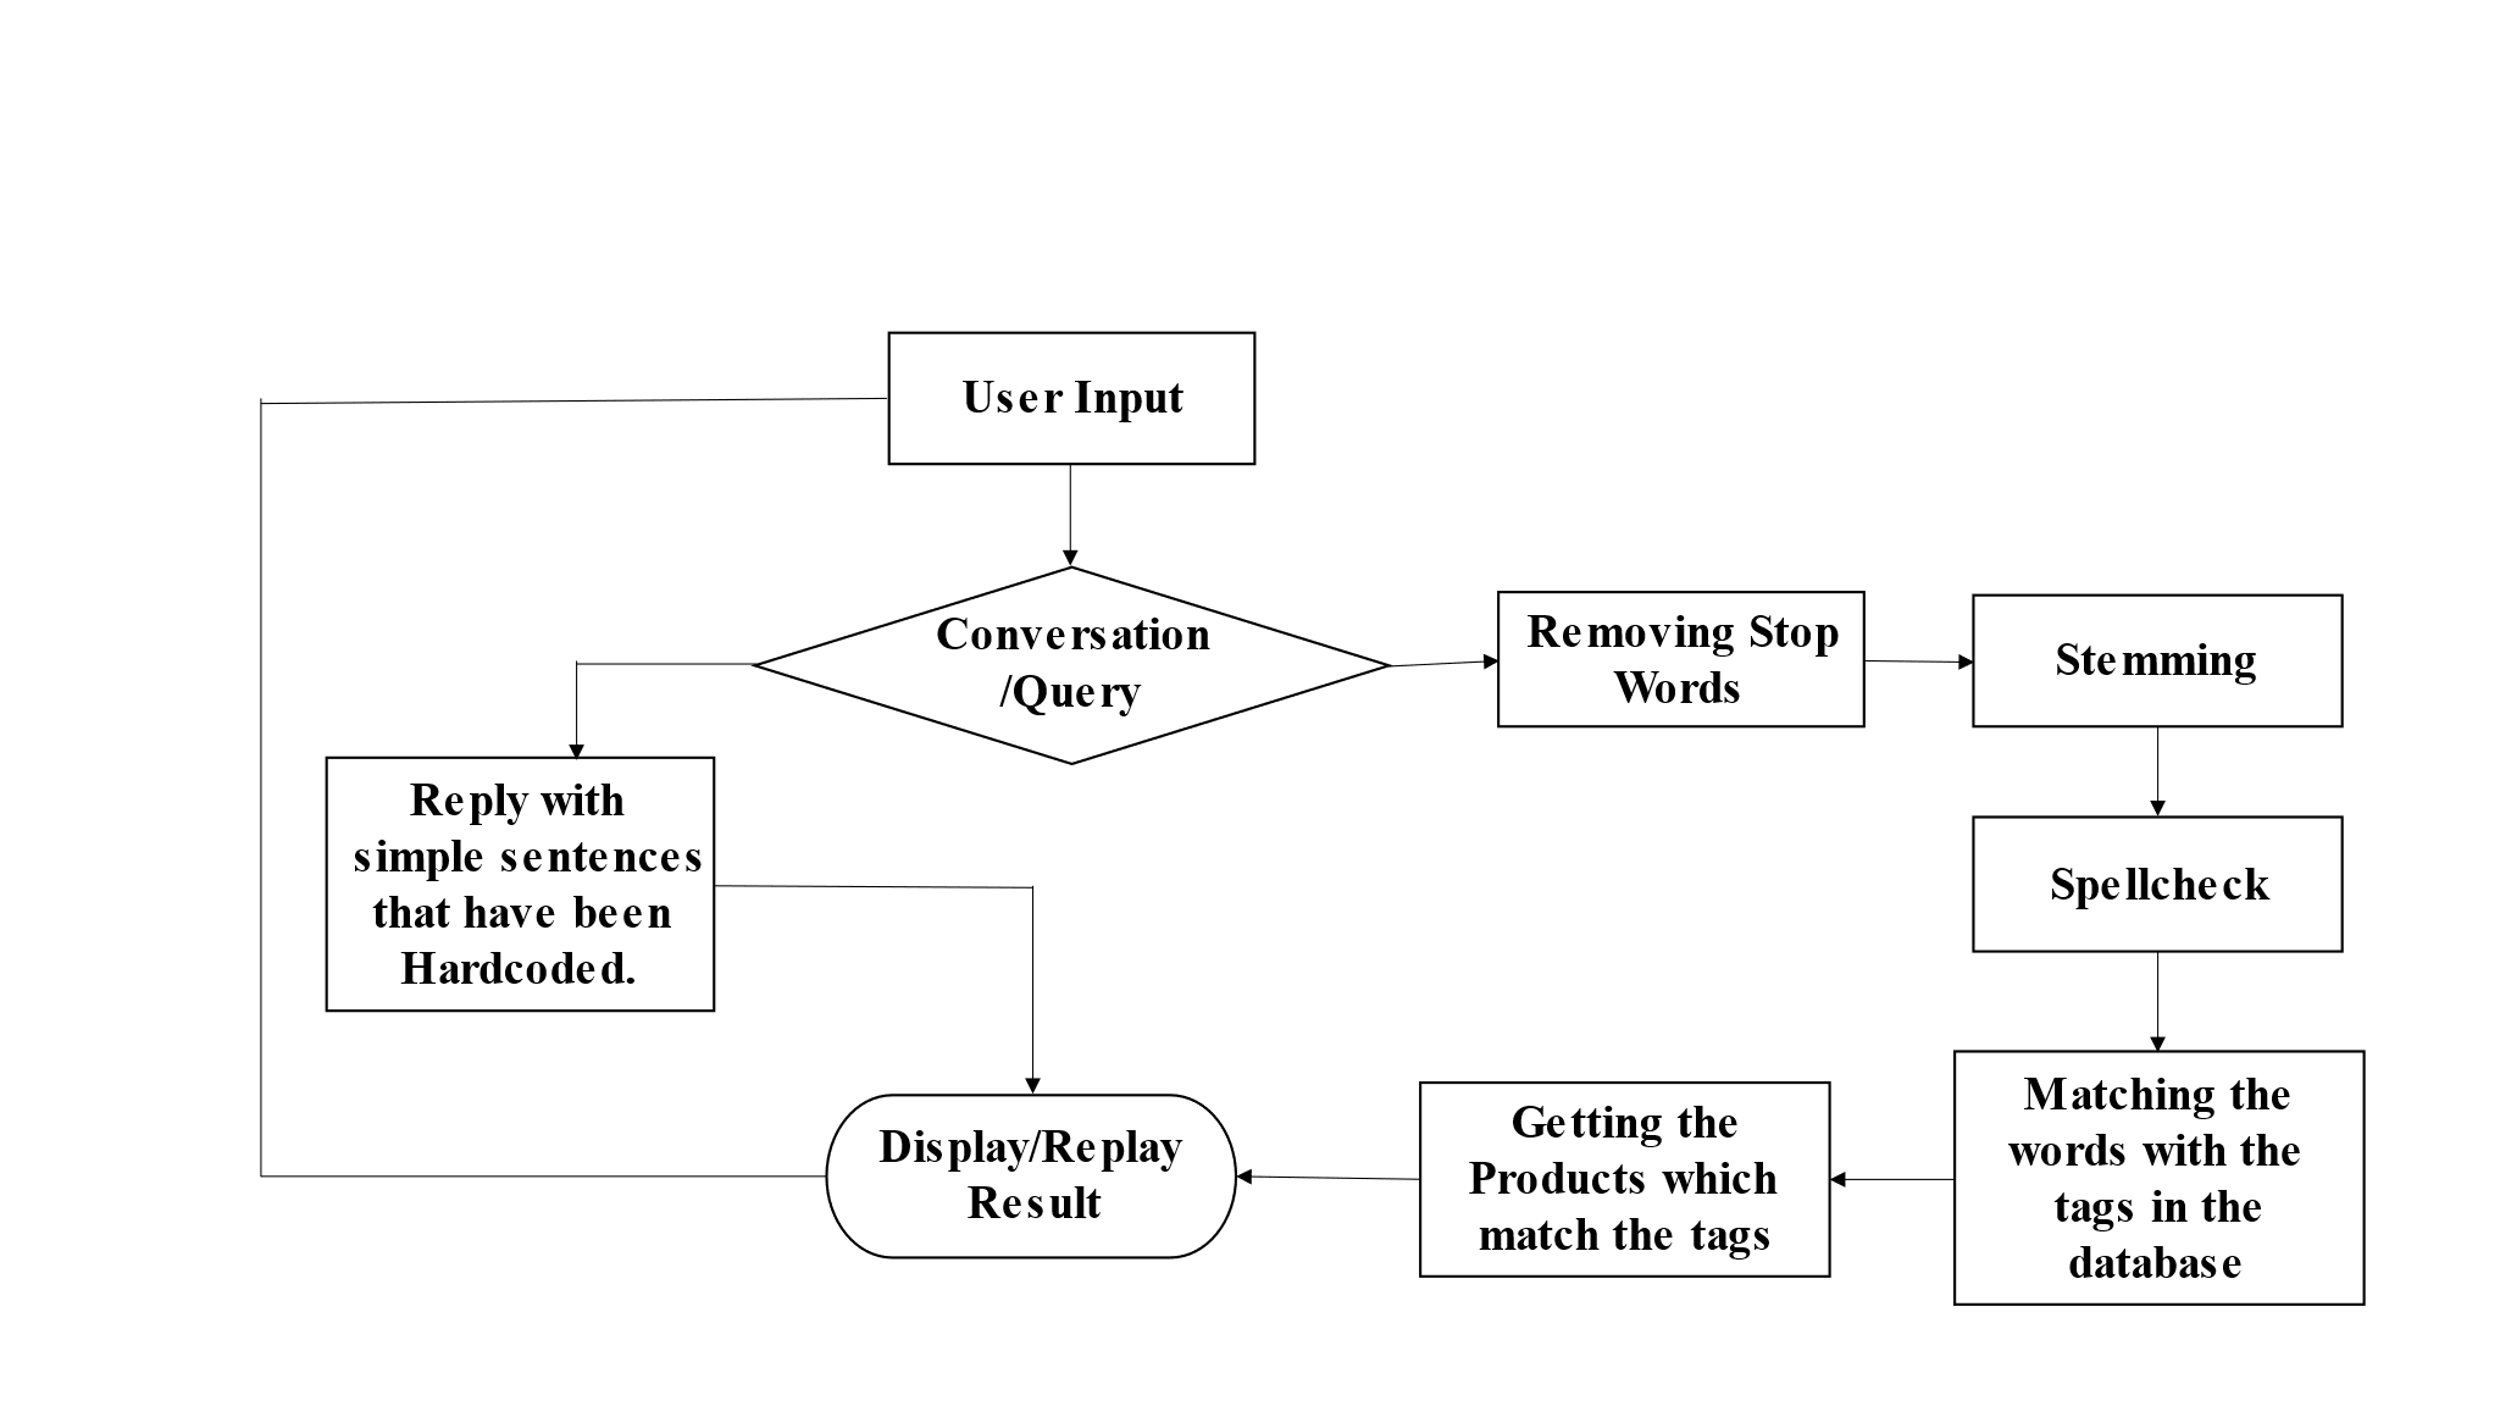 User Input
Conversation
/Query
Removing Stop
Words
Stemming
Reply with
simple sentences
that have been
Hardcoded.
Spellcheck
Matching the
words with the
tags in the
database
Getting the
Products which
match the tags
Display/Replay
Result